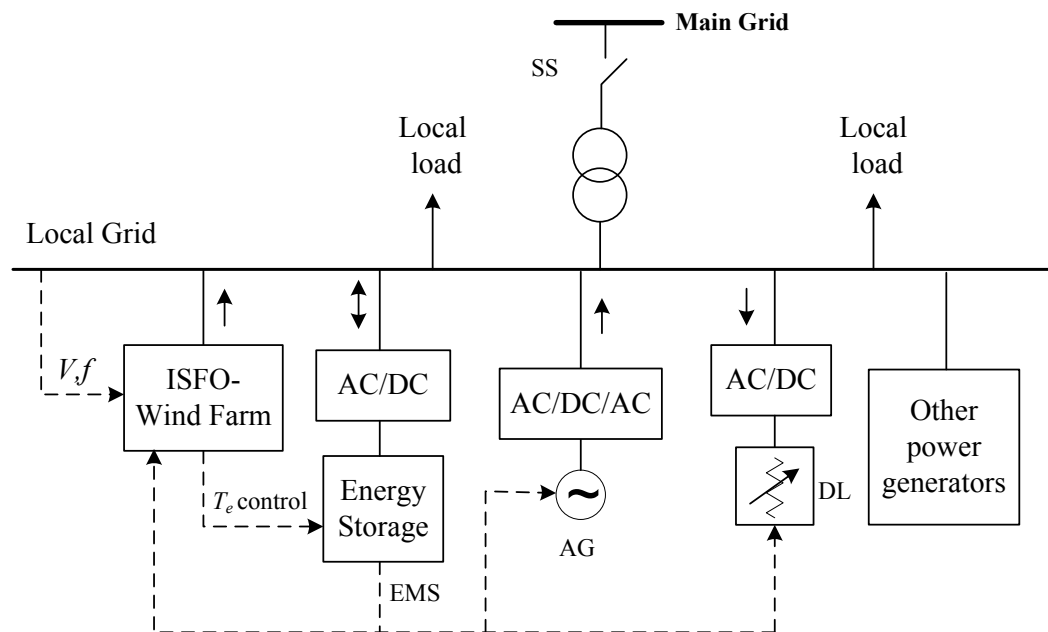 Main Grid
SS
Local
load
Local
load
Local Grid
V,f
ISFO-
Wind Farm
AC/DC
AC/DC/AC
AC/DC
Other
power
generators
Te control
Energy
Storage
~
AG
DL
EMS